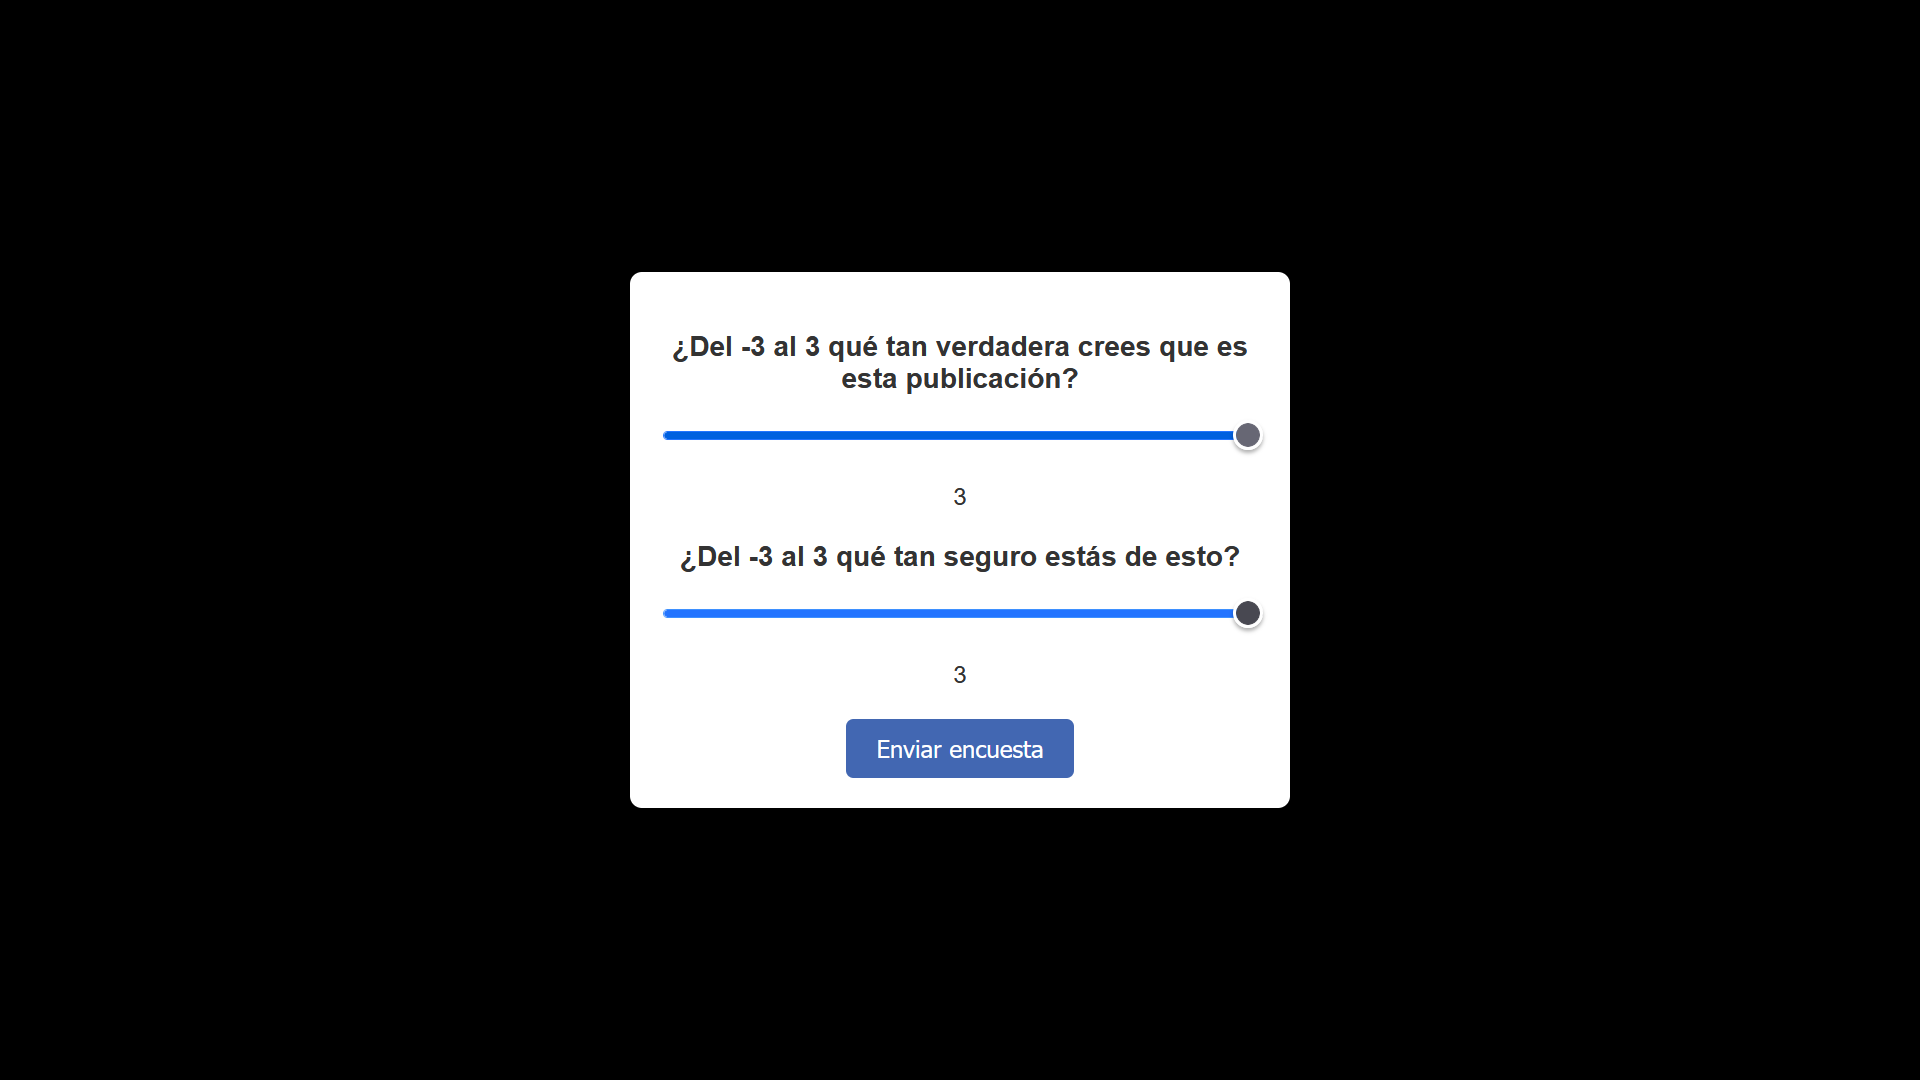 ¿Del -3 al 3 qué tan verdadera crees que es
esta publicación?
3
¿Del -3 al 3 qué tan seguro estás de esto?
3
Enviar encuesta